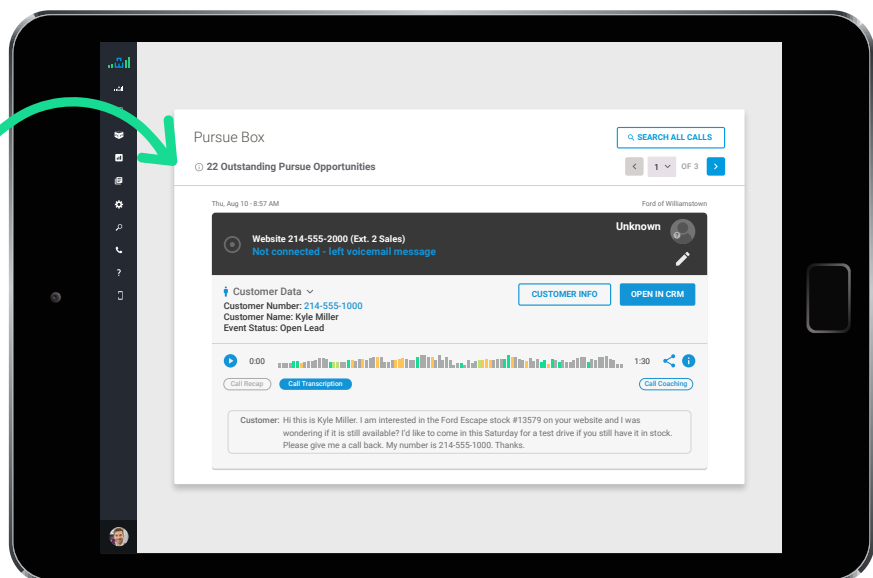 Pursue Box
SEARCH ALL CALLS
22 Outstanding Pursue Opportunities
1 OF 3
Thu, Aug 10 - 8:57 AM
Ford of Williamstown
Unknown
Website 214-555-2000 (Ext. 2 Sales)
Not connected - left voicemail message
Customer Data
CUSTOMER INFO
OPEN IN CRM
Customer Number: 214-555-1000
Customer Name: Kyle Miller
Event Status: Open Lead
0:00
1:30
Call Recap
Call Transcription
Call Coaching
Customer: Hi this is Kyle Miller. I am interested in the Ford Escape stock #13579 on your website and I was
wondering if it is still available? I'd like to come in this Saturday for a test drive if you still have it in stock.
Please give me a call back. My number is 214-555-1000. Thanks.